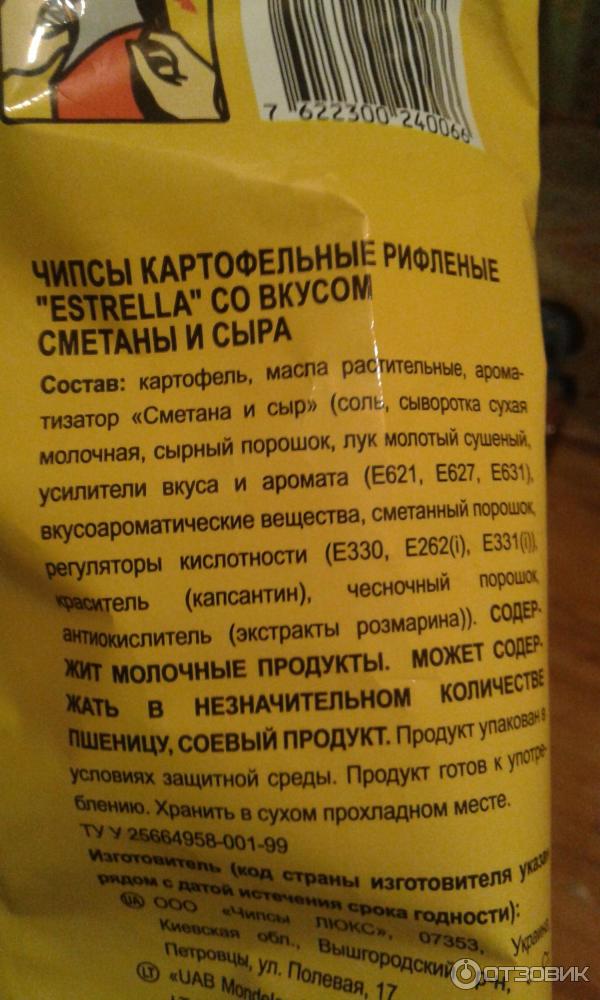 7 622300 240066
ЧИПСЫ КАРТОФЕЛЬНЫЕ РИФЛЕНЫЕ
"ESTRELLA" СО ВКУСОМ
СМЕТАНЫ И СЫРА
Состав: картофель, масла растительные, арома-
тизатор «Сметана и сыр» (соль, сыворотка сухая
молочная, сырный порошок, лук молотый сушеный,
усилители вкуса и аромата (Е621, Е627, Е631),
вкусоароматические вещества, сметанный порошок,
регуляторы кислотности (Е330, Е262(i), Е331(i)),
краситель (капсантин), чесночный порошок,
антиокислитель (экстракты розмарина)). СОДЕР-
ЖИТ МОЛОЧНЫЕ ПРОДУКТЫ. МОЖЕТ СОДЕР-
ЖАТЬ В НЕЗНАЧИТЕЛЬНОМ КОЛИЧЕСТВЕ
ПШЕНИЦУ, СОЕВЫЙ ПРОДУКТ. Продукт упакован в
условиях защитной среды. Продукт готов к употре-
блению. Хранить в сухом прохладном месте.
ТУ У 25664958-001-99
Изготовитель (код страны изготовителя указан
рядом с датой истечения срока годности):
UA ООО «Чипсы ЛЮКС», 07353, Украина,
Киевская обл., Вышгородский р-н, с.
Петровцы, ул. Полевая, 17
LT «UAB
ОТЗОВИК